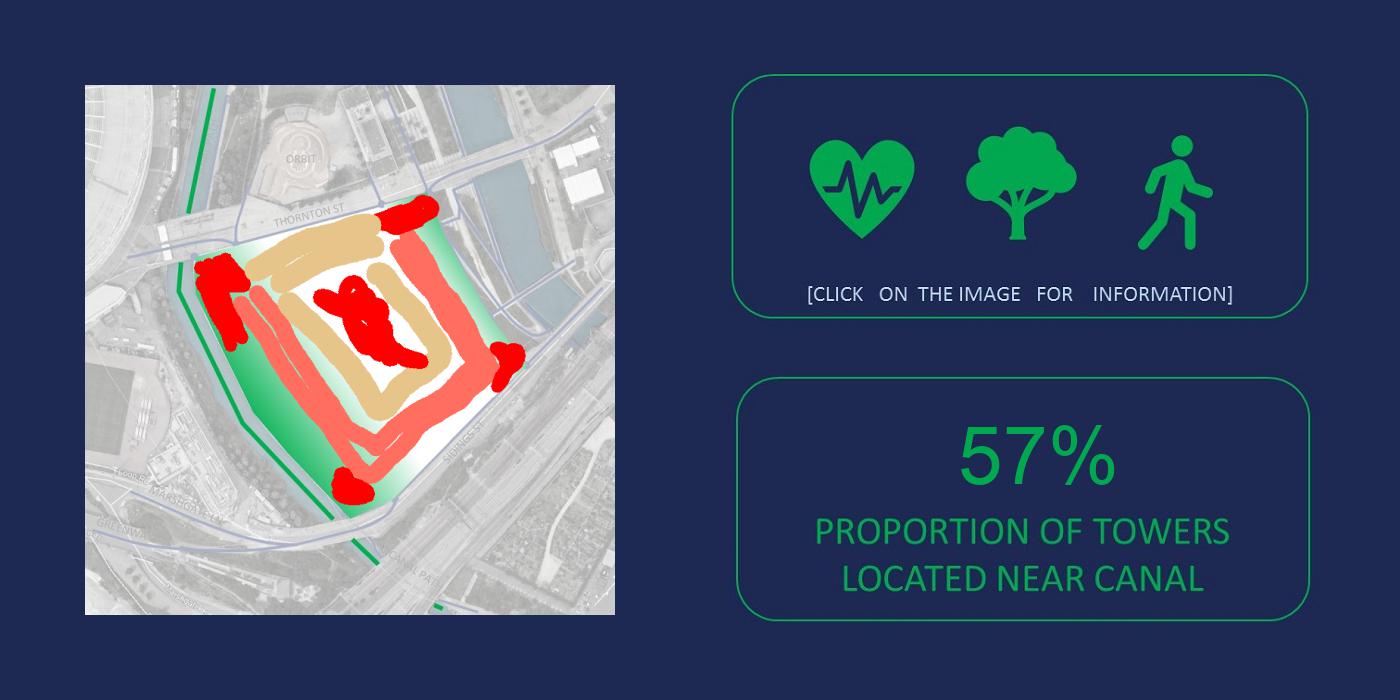 ORBIT
THORNTON ST
SIDINGS ST
GREENWAY
[CLICK ON THE IMAGE FOR INFORMATION]
57%
PROPORTION OF TOWERS
LOCATED NEAR CANAL